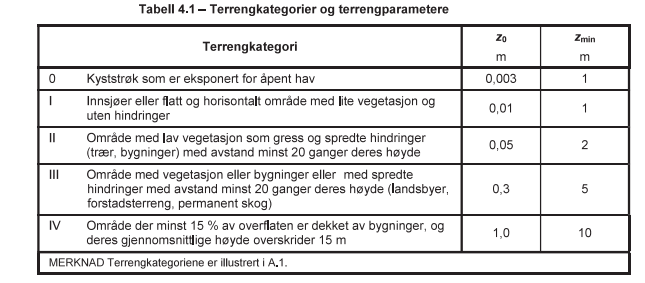 Tabell 4.1 – Terrengkategorier og terrengparametere
Terrengkategori z₀ zmin
m m
0 Kyststrøk som er eksponert for åpent hav 0,003 1
I Innsjøer eller flatt og horisontalt område med lite vegetasjon og
uten hindringer 0,01 1
II Område med lav vegetasjon som gress og spredte hindringer
(trær, bygninger) med avstand minst 20 ganger deres høyde 0,05 2
III Område med vegetasjon eller bygninger eller med spredte
hindringer med avstand minst 20 ganger deres høyde (landsbyer,
forstadsterreng, permanent skog) 0,3 5
IV Område der minst 15 % av overflaten er dekket av bygninger, og
deres gjennomsnittlige høyde overskrider 15 m 1,0 10
MERKNAD Terrengkategoriene er illustrert i A.1.